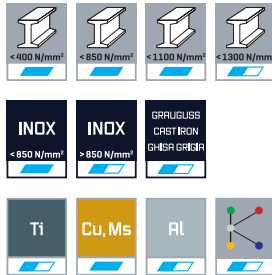 <400 N/mm²
<850 N/mm²
<1100 N/mm²
<1300 N/mm²
INOX
<850 N/mm²
INOX
>850 N/mm²
GRAUGUSS
CAST IRON
GHISA GRIGIA
Ti
Cu, Ms
Al